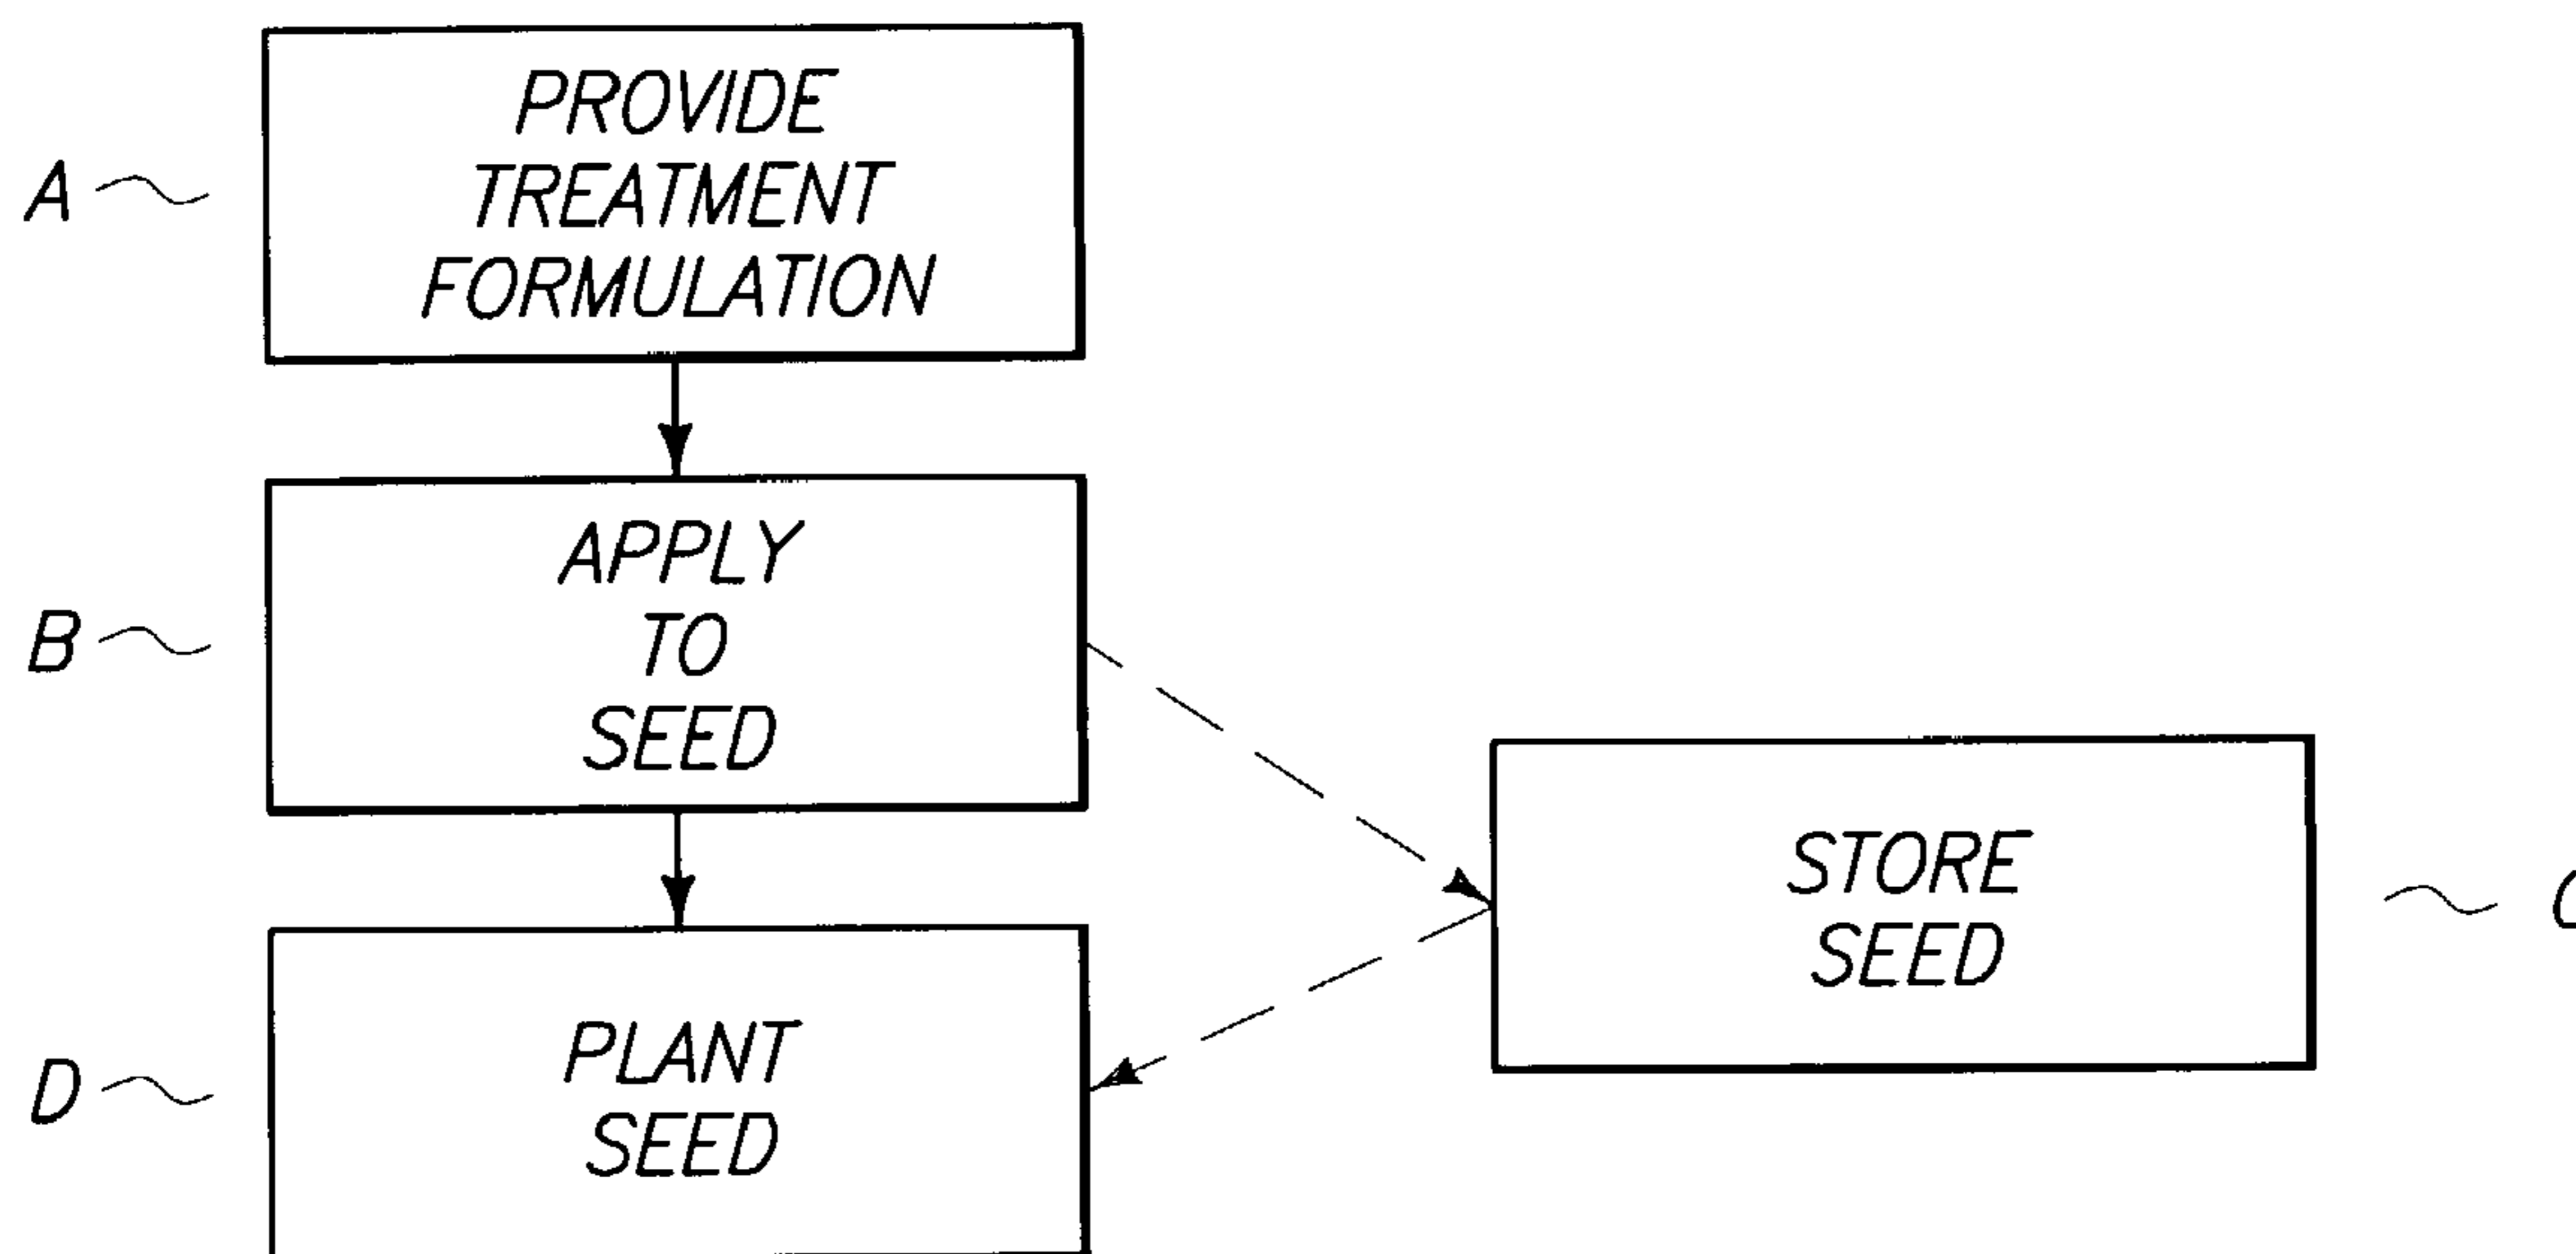 A
PROVIDE
TREATMENT
FORMULATION
B
APPLY
TO
SEED
STORE
SEED
D
PLANT
SEED